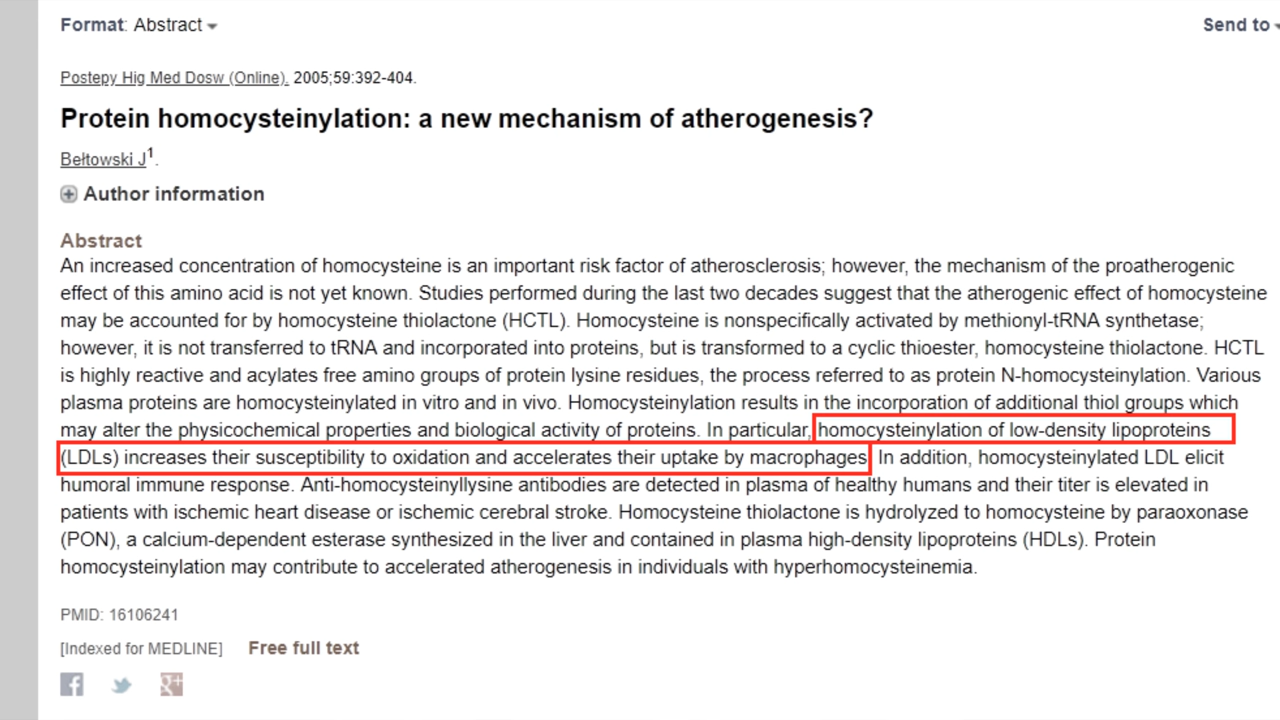 Format: Abstract
Send to
Postepy Hig Med Dosw (Online). 2005;59:392-404.
Protein homocysteinylation: a new mechanism of atherogenesis?
Bełtowski J1.
Author information
Abstract
An increased concentration of homocysteine is an important risk factor of atherosclerosis; however, the mechanism of the proatherogenic
effect of this amino acid is not yet known. Studies performed during the last two decades suggest that the atherogenic effect of homocysteine
may be accounted for by homocysteine thiolactone (HCTL). Homocysteine is nonspecifically activated by methionyl-tRNA synthetase;
however, it is not transferred to tRNA and incorporated into proteins, but is transformed to a cyclic thioester, homocysteine thiolactone. HCTL
is highly reactive and acylates free amino groups of protein lysine residues, the process referred to as protein N-homocysteinylation. Various
plasma proteins are homocysteinylated in vitro and in vivo. Homocysteinylation results in the incorporation of additional thiol groups which
may alter the physicochemical properties and biological activity of proteins. In particular, homocysteinylation of low-density lipoproteins
(LDLs) increases their susceptibility to oxidation and accelerates their uptake by macrophages. In addition, homocysteinylated LDL elicit
humoral immune response. Anti-homocysteinyllysine antibodies are detected in plasma of healthy humans and their titer is elevated in
patients with ischemic heart disease or ischemic cerebral stroke. Homocysteine thiolactone is hydrolyzed to homocysteine by paraoxonase
(PON), a calcium-dependent esterase synthesized in the liver and contained in plasma high-density lipoproteins (HDLs). Protein
homocysteinylation may contribute to accelerated atherogenesis in individuals with hyperhomocysteinemia.
PMID: 16106241
[Indexed for MEDLINE] Free full text